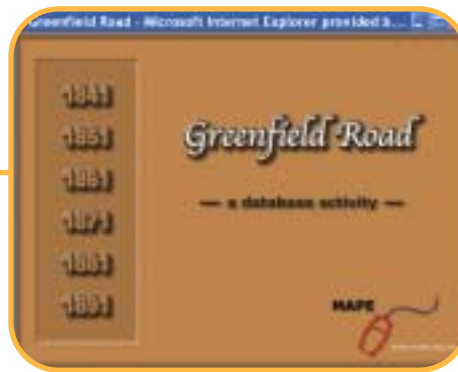 Greenfield Road - Microsoft Internet Explorer provided b...
1841
1851
1861
1871
1881
1891
Greenfield Road
— a database activity —
MAPE